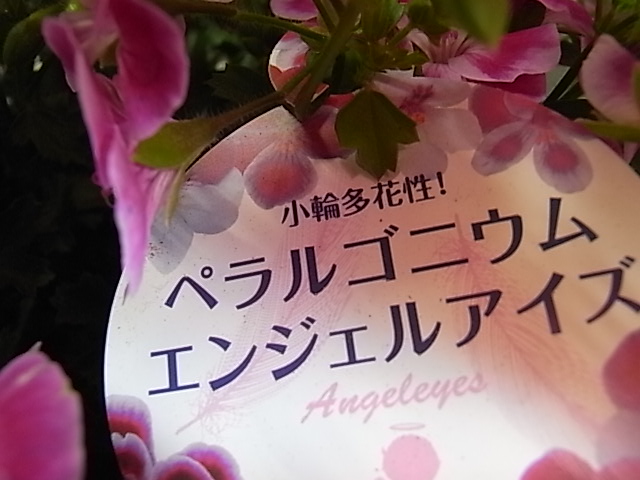 小輪多花性!
ペラルゴニウム
エンジェルアイズ
Angeleyes